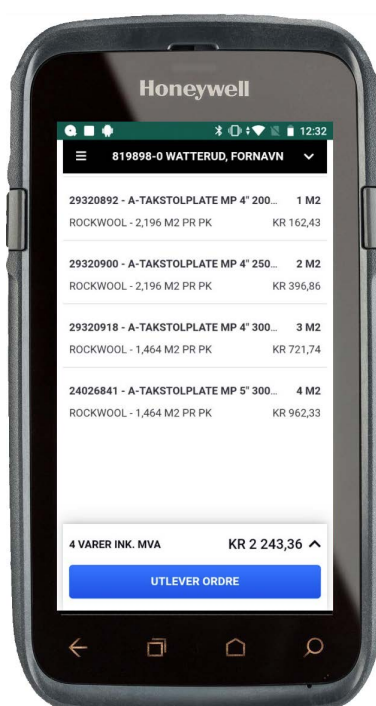 Honeywell
12:32
819898-0 WATTERUD, FORNAVN
29320892 - A-TAKSTOLPLATE MP 4" 200... 1 M2
ROCKWOOL - 2,196 M2 PR PK KR 162,43
29320900 - A-TAKSTOLPLATE MP 4" 250... 2 M2
ROCKWOOL - 2,196 M2 PR PK KR 396,86
29320918 - A-TAKSTOLPLATE MP 4" 300... 3 M2
ROCKWOOL - 1,464 M2 PR PK KR 721,74
24026841 - A-TAKSTOLPLATE MP 5" 300... 4 M2
ROCKWOOL - 1,464 M2 PR PK KR 962,33
4 VARER INK. MVA KR 2 243,36
UTLEVER ORDRE